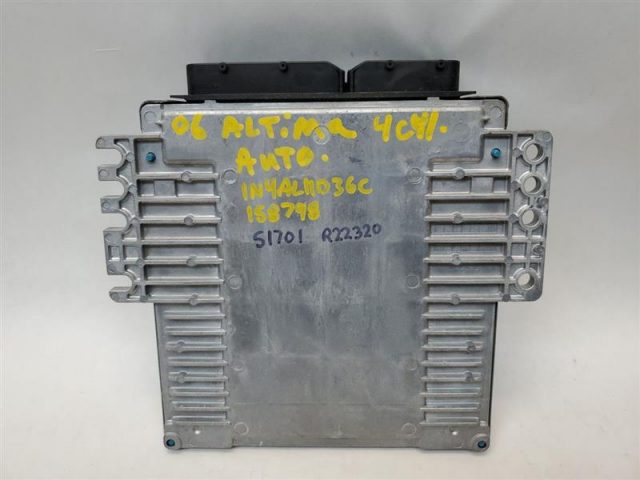 06 ALTima 4cyl.
AUTO.
1N4AL11D36C
158798
51701 R22320